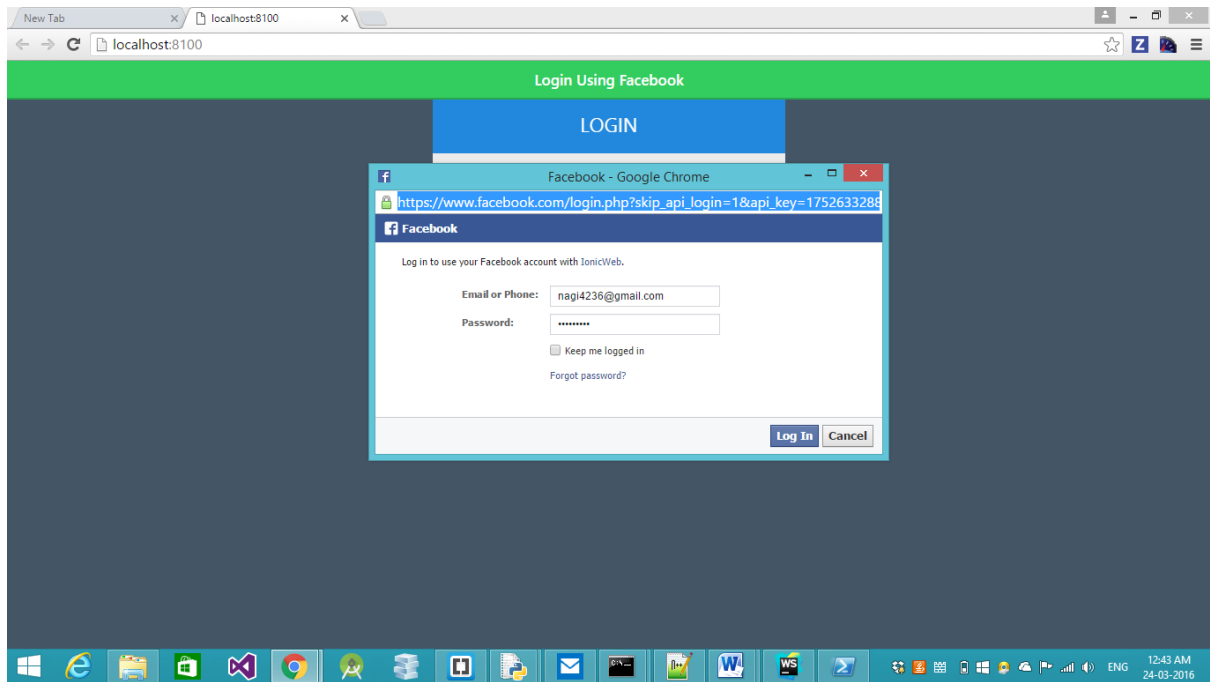 New Tab
localhost:8100
localhost:8100
Z
Login Using Facebook
LOGIN
Facebook - Google Chrome
https://www.facebook.com/login.php?skip_api_login=1&api_key=1752633288
Facebook
Log in to use your Facebook account with IonicWeb.
Email or Phone: nagi4236@gmail.com
Password: •••••••••
Keep me logged in
Forgot password?
Log In Cancel
WS
ENG
12:43 AM
24-03-2016